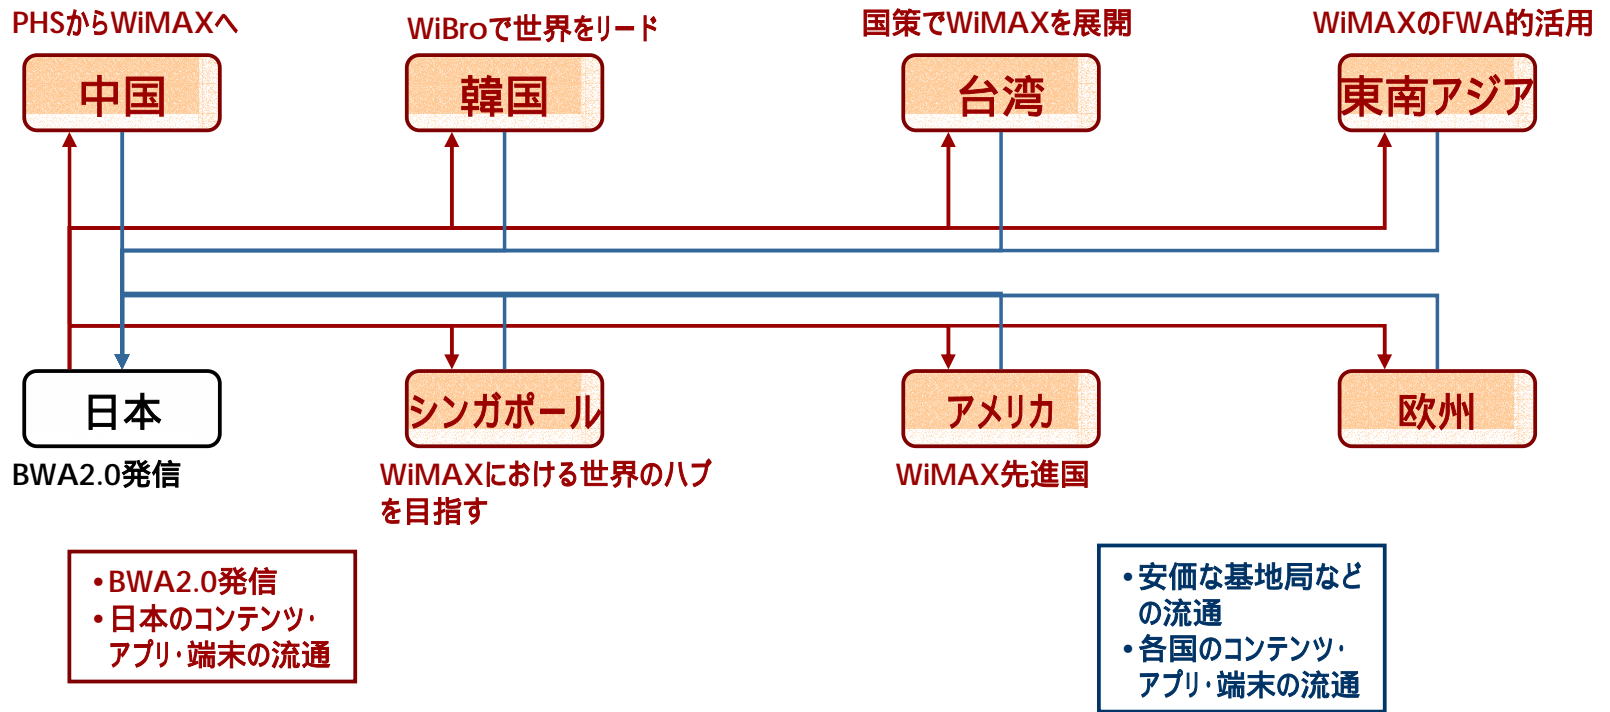 PHSからWiMAXへ
WiBroで世界をリード
国策でWiMAXを展開
WiMAXのFWA的活用
中国
韓国
台湾
東南アジア
日本
シンガポール
アメリカ
欧州
BWA2.0発信
WiMAXにおける世界のハブ
を目指す
WiMAX先進国
•BWA2.0発信
•日本のコンテンツ・
アプリ・端末の流通
•安価な基地局など
の流通
•各国のコンテンツ・
アプリ・端末の流通